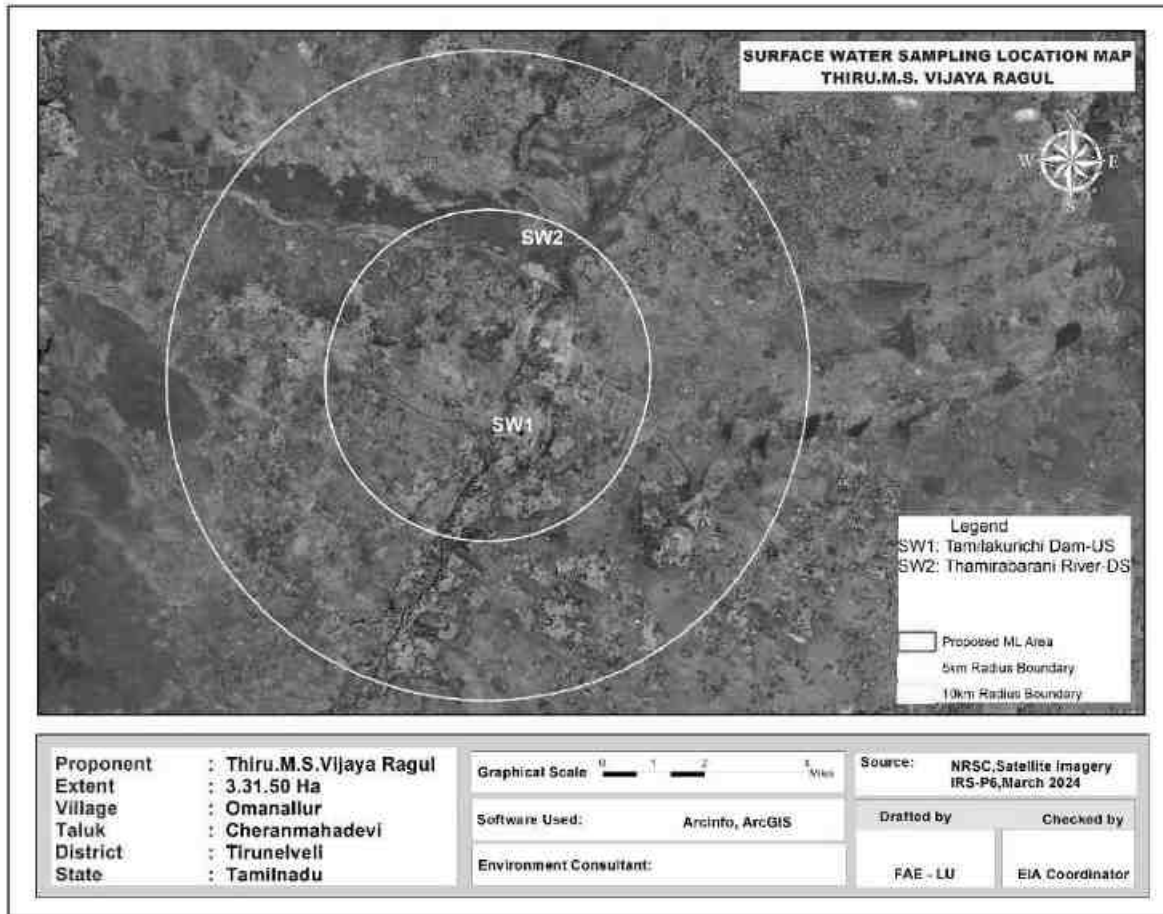 SURFACE WATER SAMPLING LOCATION MAP
THIRU.M.S. VIJAYA RAGUL
N
W E
S
SW2
SW1
Legend
SW1: Tamilakurichi Dam-US
SW2: Thamirabarani River-DS
Proposed ML Area
5km Radius Boundary
10km Radius Boundary
Proponent : Thiru.M.S.Vijaya Ragul
Extent : 3.31.50 Ha
Village : Omanallur
Taluk : Cheranmahadevi
District : Tirunelveli
State : Tamilnadu
Graphical Scale 0 1 2 Miles
Software Used: Arcinfo, ArcGIS
Environment Consultant:
Source: NRSC,Satellite Imagery
IRS-P6,March 2024
Drafted by Checked by
FAE - LU EIA Coordinator